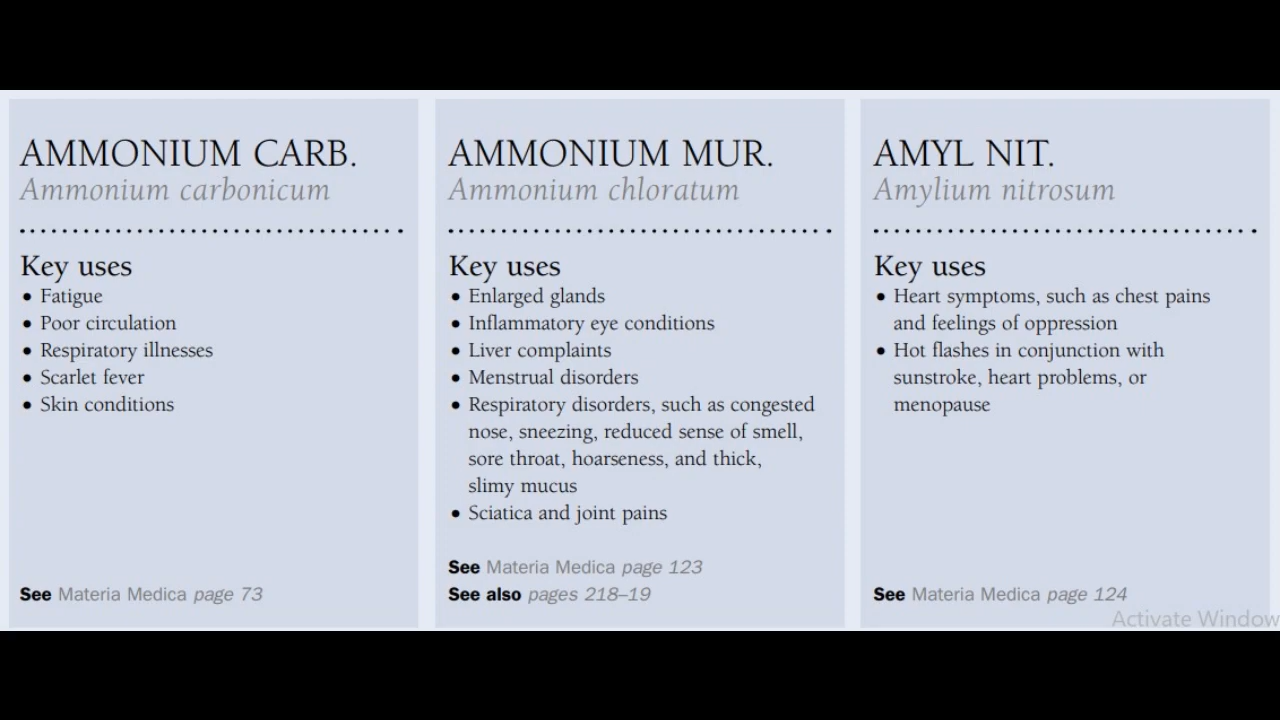 AMMONIUM CARB.
Ammonium carbonicum
Key uses
• Fatigue
• Poor circulation
• Respiratory illnesses
• Scarlet fever
• Skin conditions
See Materia Medica page 73
AMMONIUM MUR.
Ammonium chloratum
Key uses
• Enlarged glands
• Inflammatory eye conditions
• Liver complaints
• Menstrual disorders
• Respiratory disorders, such as congested
nose, sneezing, reduced sense of smell,
sore throat, hoarseness, and thick,
slimy mucus
• Sciatica and joint pains
See Materia Medica page 123
See also pages 218–19
AMYL NIT.
Amylium nitrosum
Key uses
• Heart symptoms, such as chest pains
and feelings of oppression
• Hot flashes in conjunction with
sunstroke, heart problems, or
menopause
See Materia Medica page 124
Activate Window